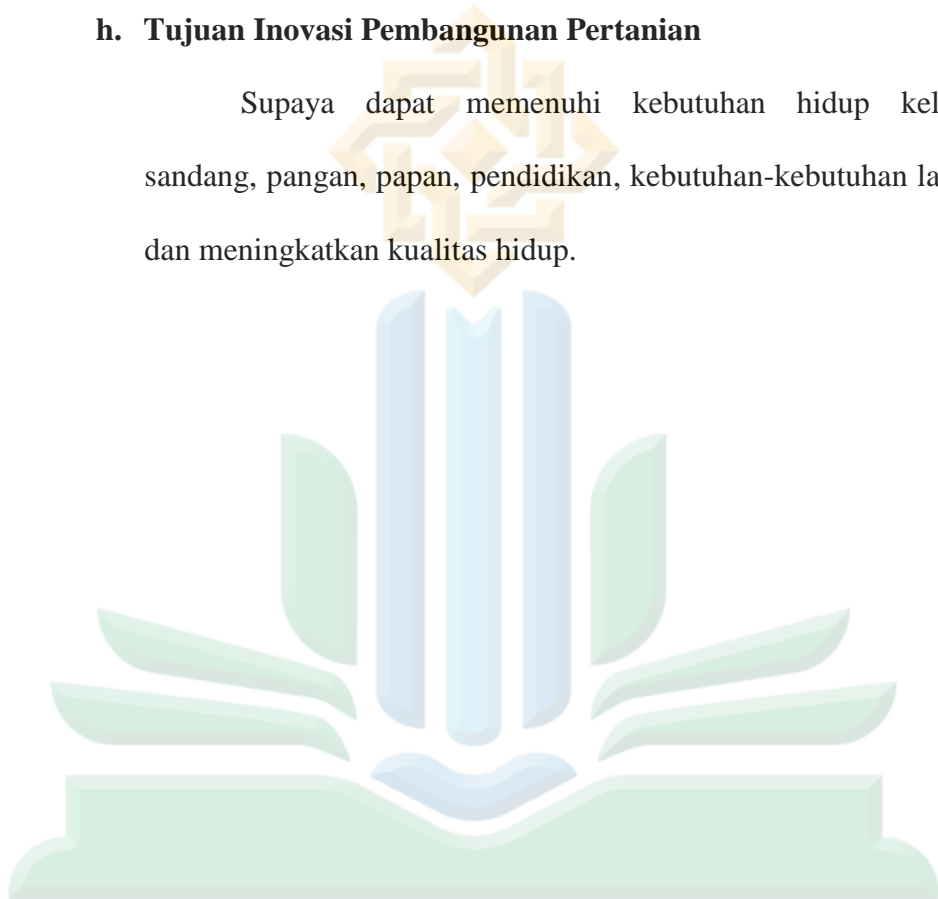 h. Tujuan Inovasi Pembangunan Pertanian
Supaya dapat memenuhi kebutuhan hidup
sandang, pangan, papan, pendidikan, kebutuhan-kebutuhan
dan meningkatkan kualitas hidup.